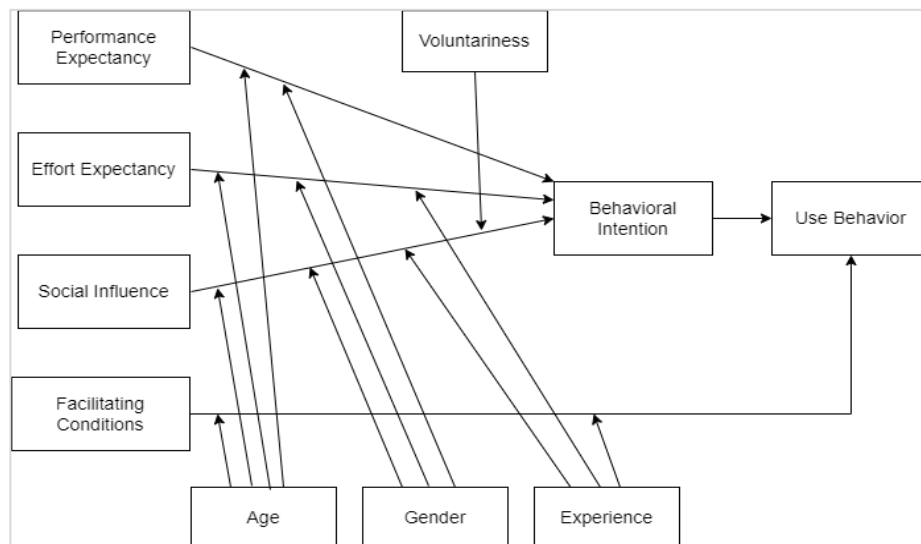 Performance
Expectancy
Voluntariness
Effort Expectancy
Behavioral
Intention
Use Behavior
Social Influence
Facilitating
Conditions
Age
Gender
Experience